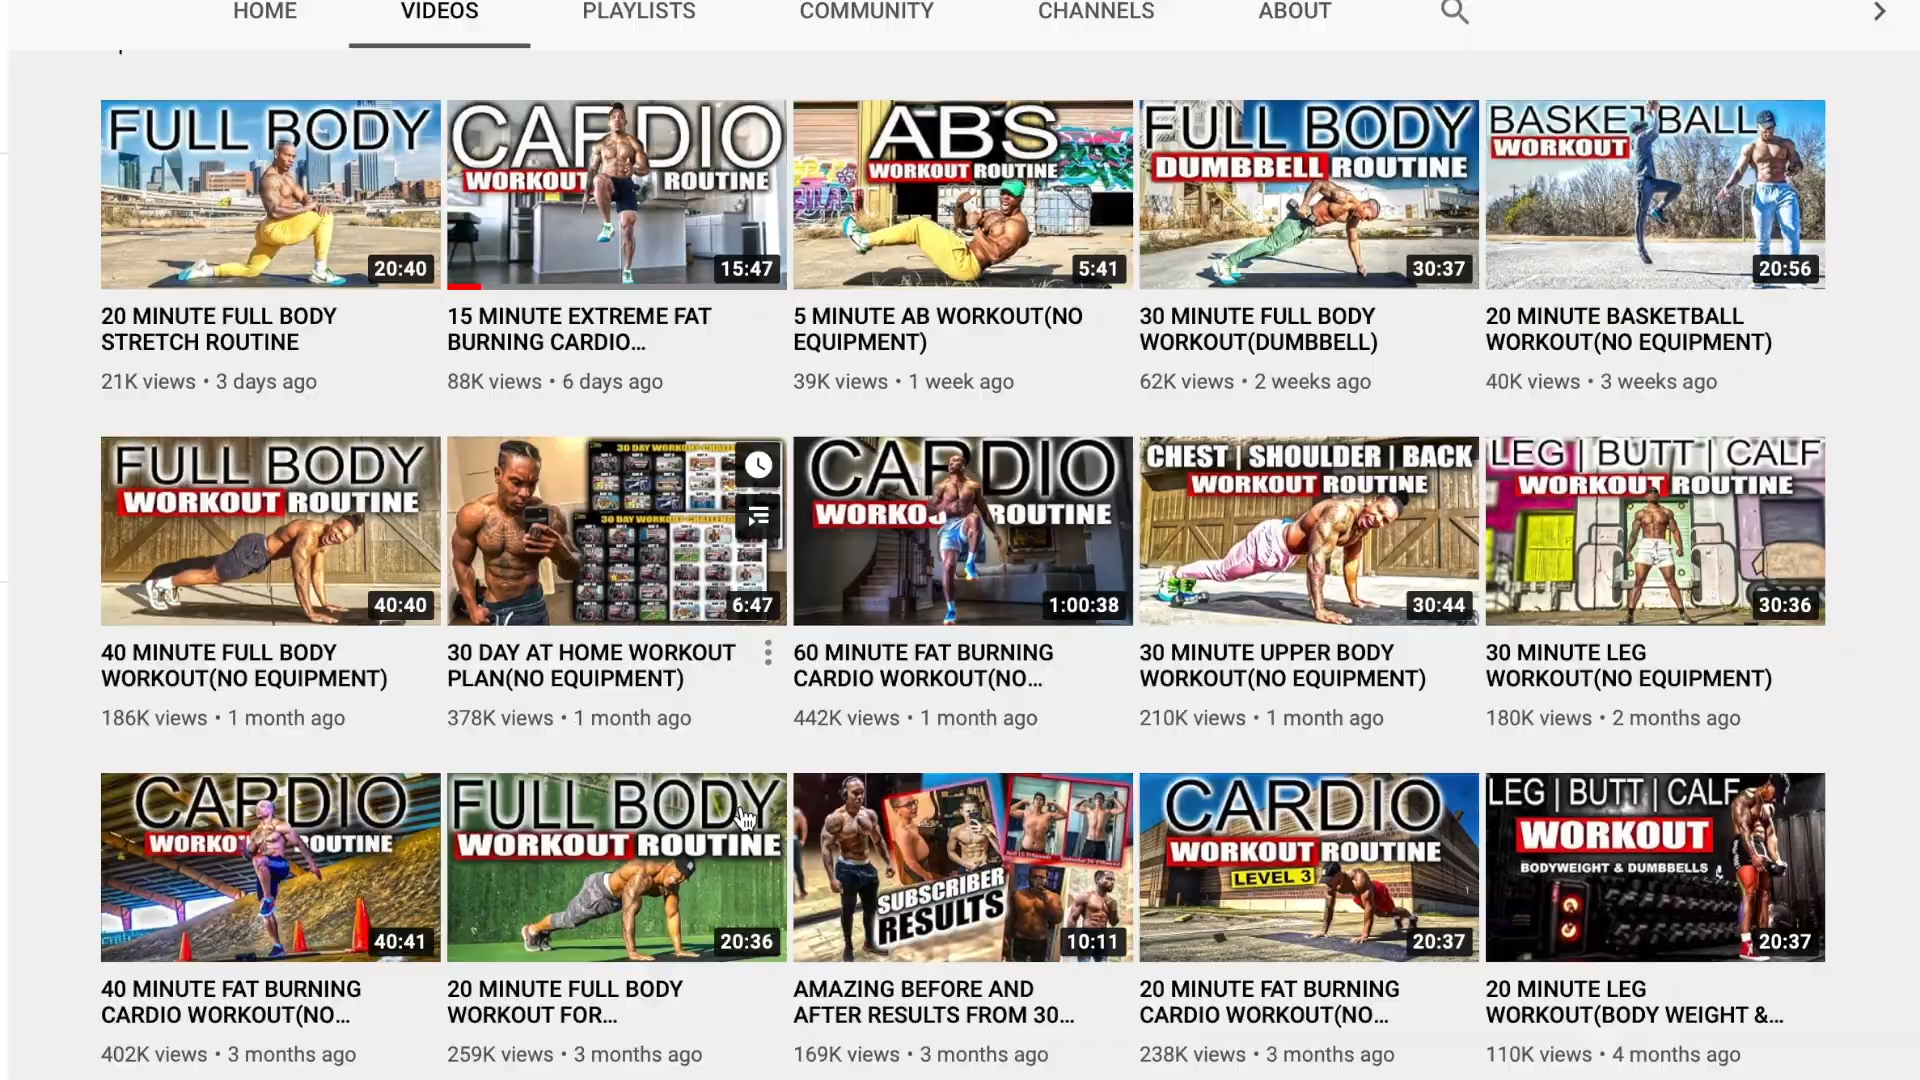 HOME VIDEOS PLAYLISTS COMMUNITY CHANNELS ABOUT
FULL BODY
20:40
CARDIO
WORKOUT ROUTINE
15:47
ABS
WORKOUT ROUTINE
5:41
FULL BODY
DUMBBELL ROUTINE
30:37
BASKETBALL
WORKOUT
20:56
20 MINUTE FULL BODY
STRETCH ROUTINE
21K views • 3 days ago
15 MINUTE EXTREME FAT
BURNING CARDIO...
88K views • 6 days ago
5 MINUTE AB WORKOUT(NO
EQUIPMENT)
39K views • 1 week ago
30 MINUTE FULL BODY
WORKOUT(DUMBBELL)
62K views • 2 weeks ago
20 MINUTE BASKETBALL
WORKOUT(NO EQUIPMENT)
40K views • 3 weeks ago
FULL BODY
WORKOUT ROUTINE
40:40
30 DAY WORKOUT
30 DAY WORKOUT CHALLENGE
6:47
CARDIO
WORKOUT ROUTINE
1:00:38
CHEST | SHOULDER | BACK
WORKOUT ROUTINE
30:44
LEG | BUTT | CALF
WORKOUT ROUTINE
30:36
40 MINUTE FULL BODY
WORKOUT(NO EQUIPMENT)
186K views • 1 month ago
30 DAY AT HOME WORKOUT
PLAN(NO EQUIPMENT)
378K views • 1 month ago
60 MINUTE FAT BURNING
CARDIO WORKOUT(NO...
442K views • 1 month ago
30 MINUTE UPPER BODY
WORKOUT(NO EQUIPMENT)
210K views • 1 month ago
30 MINUTE LEG
WORKOUT(NO EQUIPMENT)
180K views • 2 months ago
CARDIO
WORKOUT ROUTINE
40:41
FULL BODY
WORKOUT ROUTINE
20:36
SUBSCRIBER
RESULTS
10:11
CARDIO
WORKOUT ROUTINE
LEVEL 3
20:37
LEG | BUTT | CALF
WORKOUT
BODYWEIGHT & DUMBBELLS
20:37
40 MINUTE FAT BURNING
CARDIO WORKOUT(NO...
402K views • 3 months ago
20 MINUTE FULL BODY
WORKOUT FOR...
259K views • 3 months ago
AMAZING BEFORE AND
AFTER RESULTS FROM 30...
169K views • 3 months ago
20 MINUTE FAT BURNING
CARDIO WORKOUT(NO...
238K views • 3 months ago
20 MINUTE LEG
WORKOUT(BODY WEIGHT &...
110K views • 4 months ago